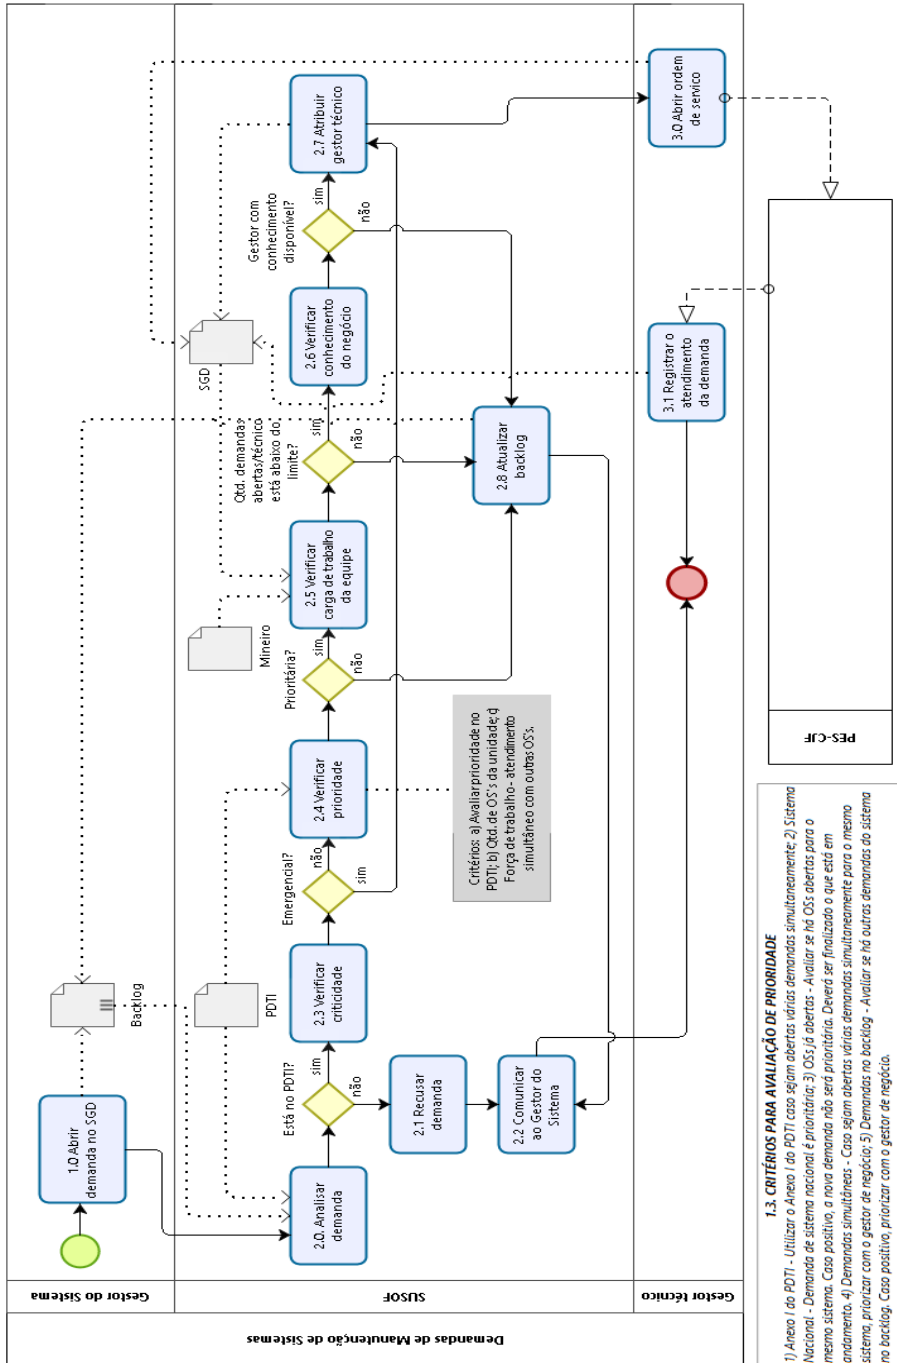 Demandas de Manutenção de Sistemas
Gestor do Sistema
SUSOF
Gestor técnico
1.0 Abrir
demanda no SGD
Backlog
2.0. Analisar
demanda
Está no PDTI?
sim
não
2.1 Recusar
demanda
2.2 Comunicar
ao Gestor do
Sistema
PDTI
2.3 Verificar
criticidade
Emergencial?
não
sim
2.4 Verificar
prioridade
Critérios: a) Avaliar prioridade no
PDTI; b) Qtd. de OS's da unidade; c)
Força de trabalho - atendimento
simultâneo com outras OS's.
Prioritária?
sim
não
Mineiro
2.5 Verificar
carga de trabalho
da equipe
Qtd. demandas
abertas/técnico
está abaixo do
limite?
sim
não
2.8 Atualizar
backlog
SGD
2.6 Verificar
conhecimento
do negócio
Gestor com
conhecimento
disponível?
sim
não
2.7 Atribuir
gestor técnico
3.0 Abrir ordem
de servico
3.1 Registrar o
atendimento
da demanda
PES-CJF
1.3. CRITÉRIOS PARA AVALIAÇÃO DE PRIORIDADE
1) Anexo I do PDTI - Utilizar o Anexo I do PDTI caso sejam abertas várias demandas simultaneamente; 2) Sistema
Nacional - Demanda de sistema nacional é prioritária; 3) OSs já abertas - Avaliar se há OSs abertas para o
mesmo sistema. Caso positivo, a nova demanda não será prioritária. Deverá ser finalizado o que está em
andamento. 4) Demandas simultâneas - Caso sejam abertas várias demandas simultaneamente para o mesmo
sistema, priorizar com o gestor de negócio; 5) Demandas no backlog - Avaliar se há outras demandas do sistema
no backlog. Caso positivo, priorizar com o gestor de negócio.